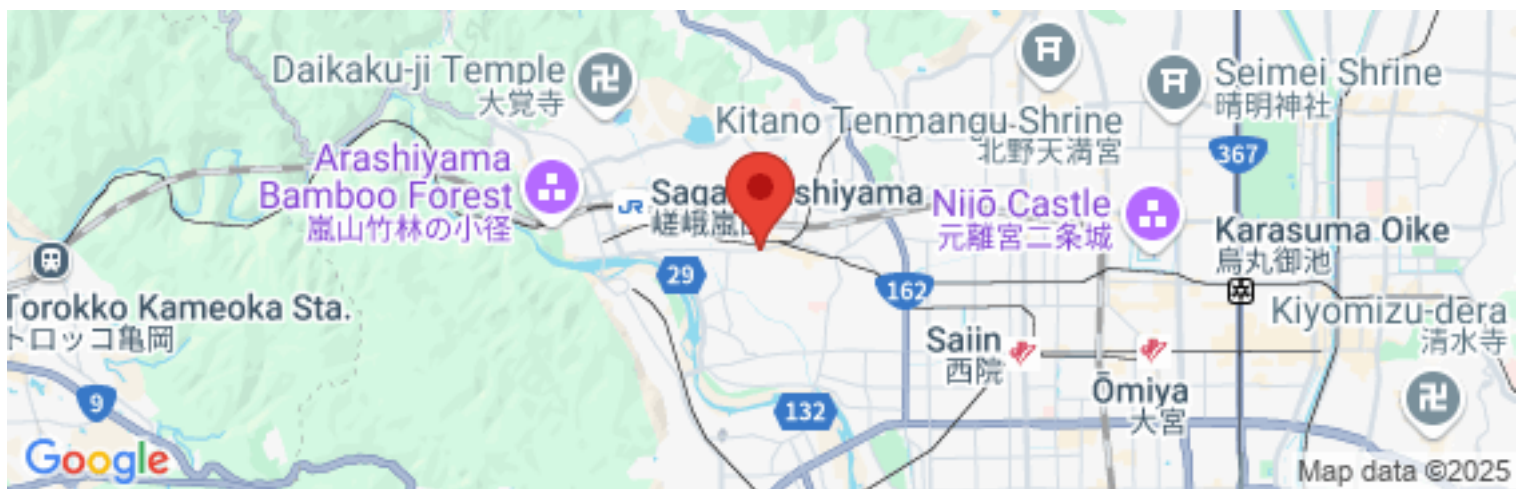 Daikaku-ji Temple
大覚寺
Seimei Shrine
晴明神社
Kitano Tenmangu Shrine
北野天満宮
367
Arashiyama
Bamboo Forest
嵐山竹林の小径
JR
Nijō Castle
元離宮二条城
Karasuma Oike
烏丸御池
29
162
Torokko Kameoka Sta.
トロッコ亀岡
Kiyomizu-dera
清水寺
Saiin
西院
Ōmiya
大宮
9
132
Google
Map data ©2025